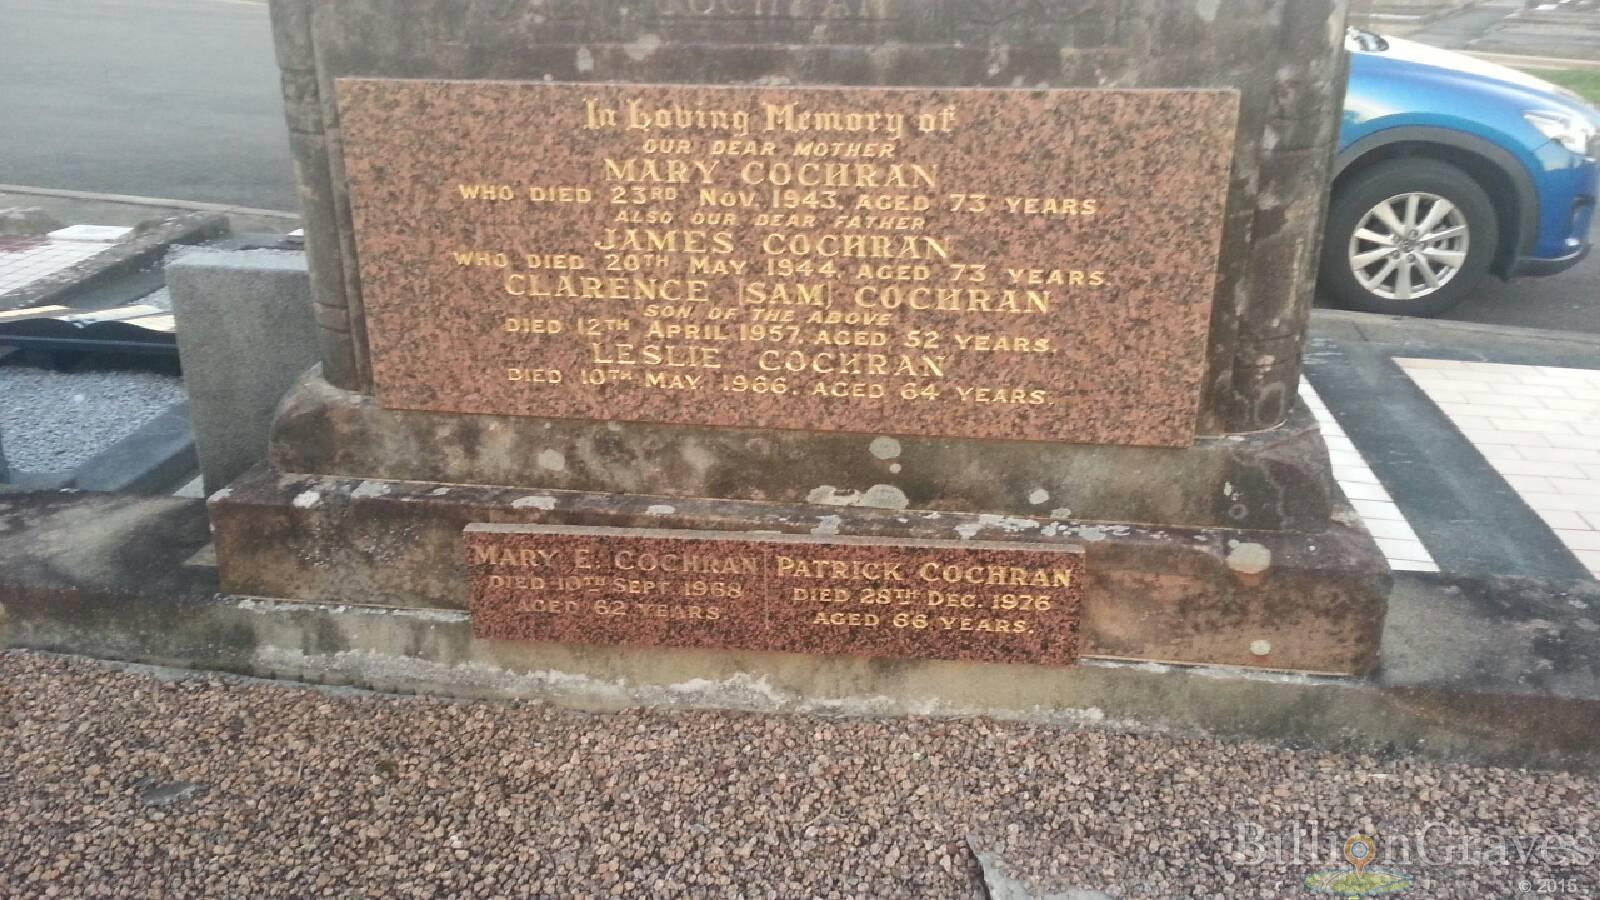 COCHRAN
In Loving Memory of
OUR DEAR MOTHER
MARY COCHRAN
WHO DIED 23RD NOV. 1943, AGED 73 YEARS
ALSO OUR DEAR FATHER
JAMES COCHRAN
WHO DIED 20TH MAY 1944, AGED 73 YEARS.
CLARENCE (SAM) COCHRAN
SON OF THE ABOVE
DIED 12TH APRIL 1957, AGED 52 YEARS.
LESLIE COCHRAN
DIED 10TH MAY 1966, AGED 64 YEARS.
MARY E. COCHRAN
DIED 10TH SEPT 1968
AGED 62 YEARS.
PATRICK COCHRAN
DIED 28TH DEC. 1976
AGED 66 YEARS.
BillionGraves
© 2015